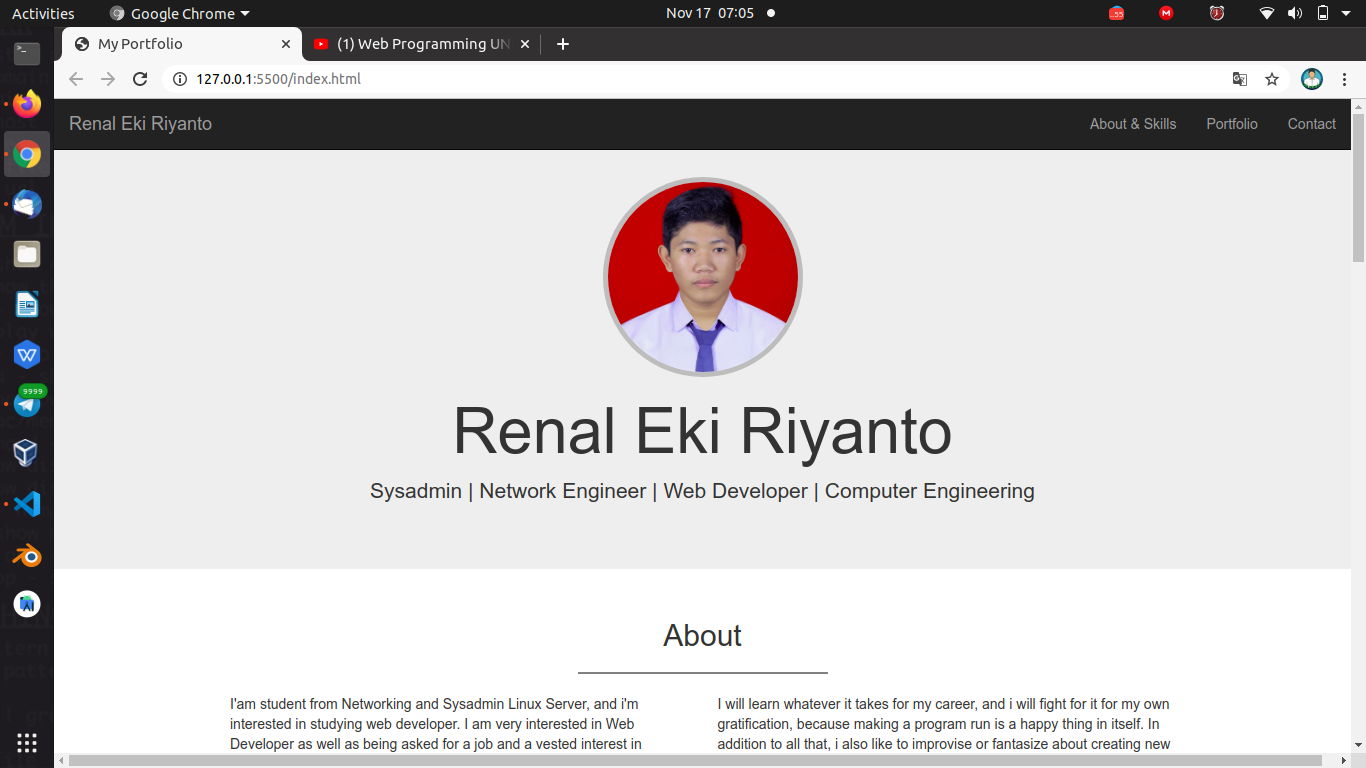 Activities Google Chrome Nov 17 07:05
My Portfolio (1) Web Programming UN
127.0.0.1:5500/index.html
Renal Eki Riyanto About & Skills Portfolio Contact
9999
Renal Eki Riyanto
Sysadmin | Network Engineer | Web Developer | Computer Engineering
About
I'am student from Networking and Sysadmin Linux Server, and i'm
interested in studying web developer. I am very interested in Web
Developer as well as being asked for a job and a vested interest in
I will learn whatever it takes for my career, and i will fight for it for my own
gratification, because making a program run is a happy thing in itself. In
addition to all that, i also like to improvise or fantasize about creating new